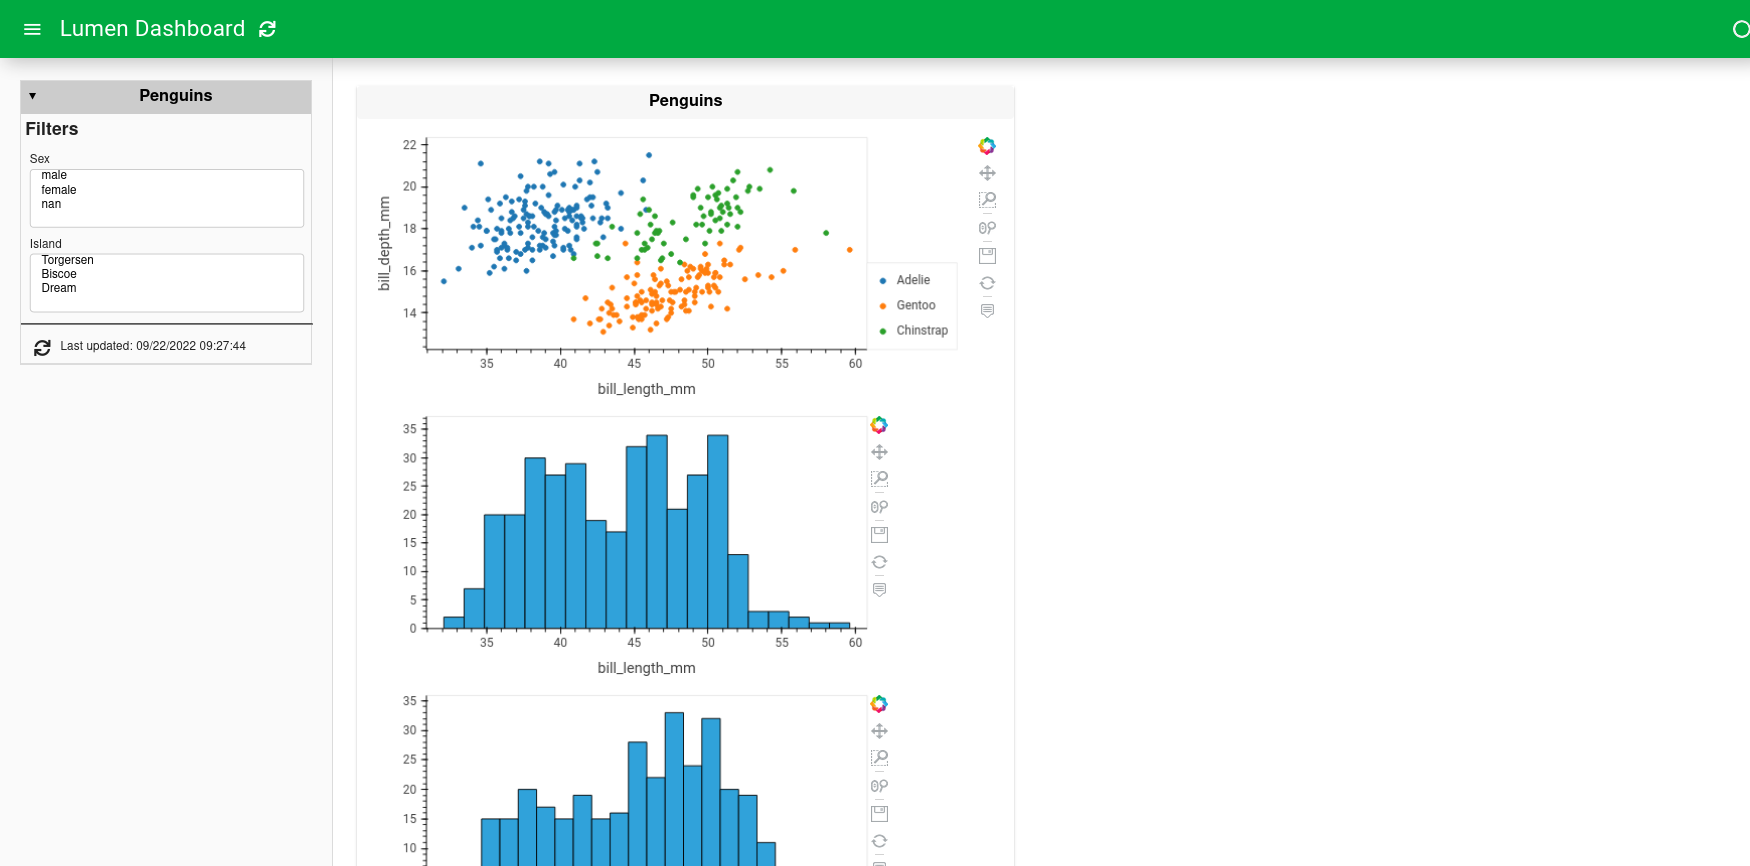 Lumen Dashboard
Penguins
Filters
Sex
male
female
nan
Island
Torgersen
Biscoe
Dream
Last updated: 09/22/2022 09:27:44
Penguins
22
20
18
16
14
bill_depth_mm
35 40 45 50 55 60
bill_length_mm
Adelie
Gentoo
Chinstrap
35
30
25
20
15
10
5
0
35 40 45 50 55 60
bill_length_mm
35
30
25
20
15
10